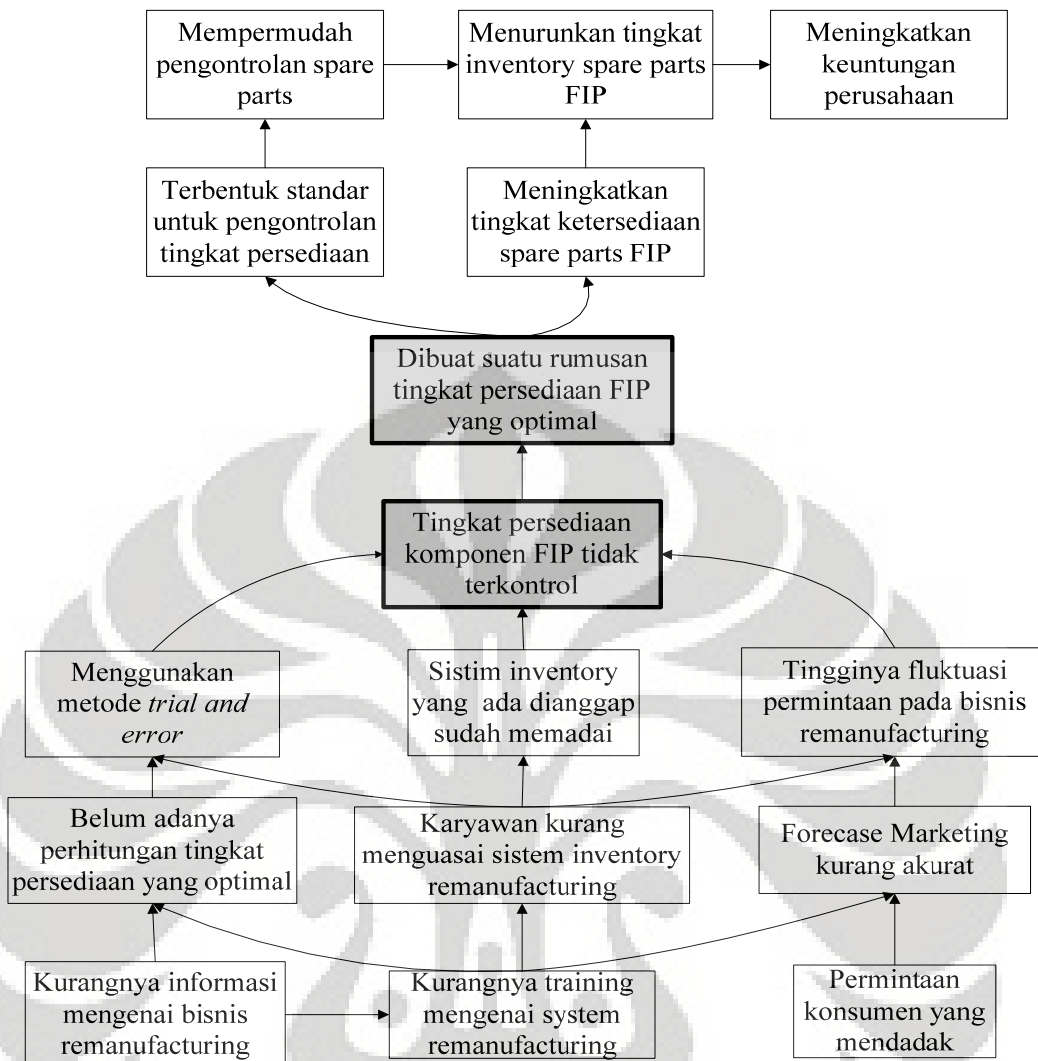 Mempermudah
pengontrolan spare
parts
Menurunkan tingkat
inventory spare parts
FIP
Meningkatkan
keuntungan
perusahaan
Terbentuk standar
untuk pengontrolan
tingkat persediaan
Meningkatkan
tingkat ketersediaan
spare parts FIP
Dibuat suatu rumusan
tingkat persediaan FIP
yang optimal
Tingkat persediaan
komponen FIP tidak
terkontrol
Menggunakan
metode trial and
error
Sistim inventory
yang ada dianggap
sudah memadai
Tingginya fluktuasi
permintaan pada bisnis
remanufacturing
Belum adanya
perhitungan tingkat
persediaan yang optimal
Karyawan kurang
menguasai sistem inventory
remanufacturing
Forecase Marketing
kurang akurat
Kurangnya informasi
mengenai bisnis
remanufacturing
Kurangnya training
mengenai system
remanufacturing
Permintaan
konsumen yang
mendadak